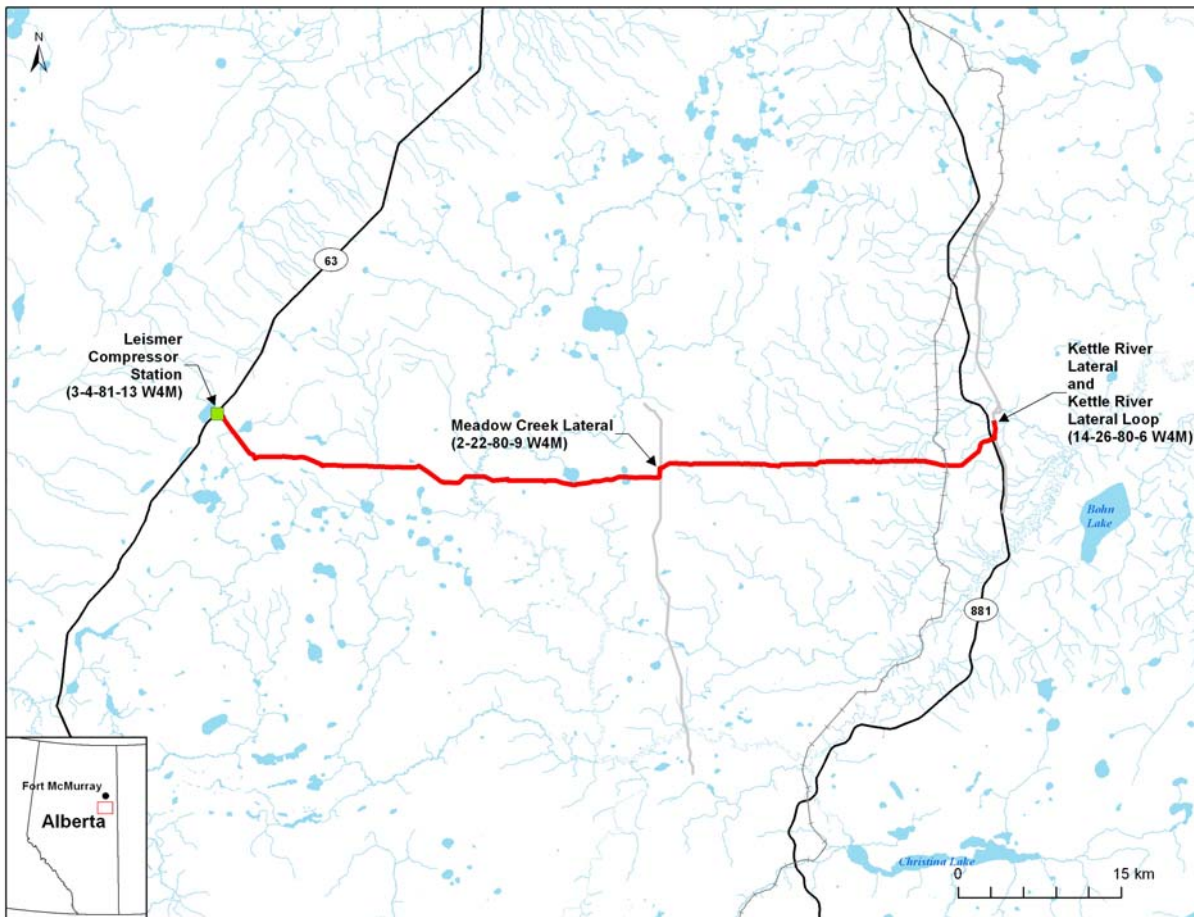 N
63
Leismer
Compressor
Station
(3-4-81-13 W4M)
Meadow Creek Lateral
(2-22-80-9 W4M)
Kettle River
Lateral
and
Kettle River
Lateral Loop
(14-26-80-6 W4M)
Bohn
Lake
881
Fort McMurray
Alberta
Christina Lake
0
15 km